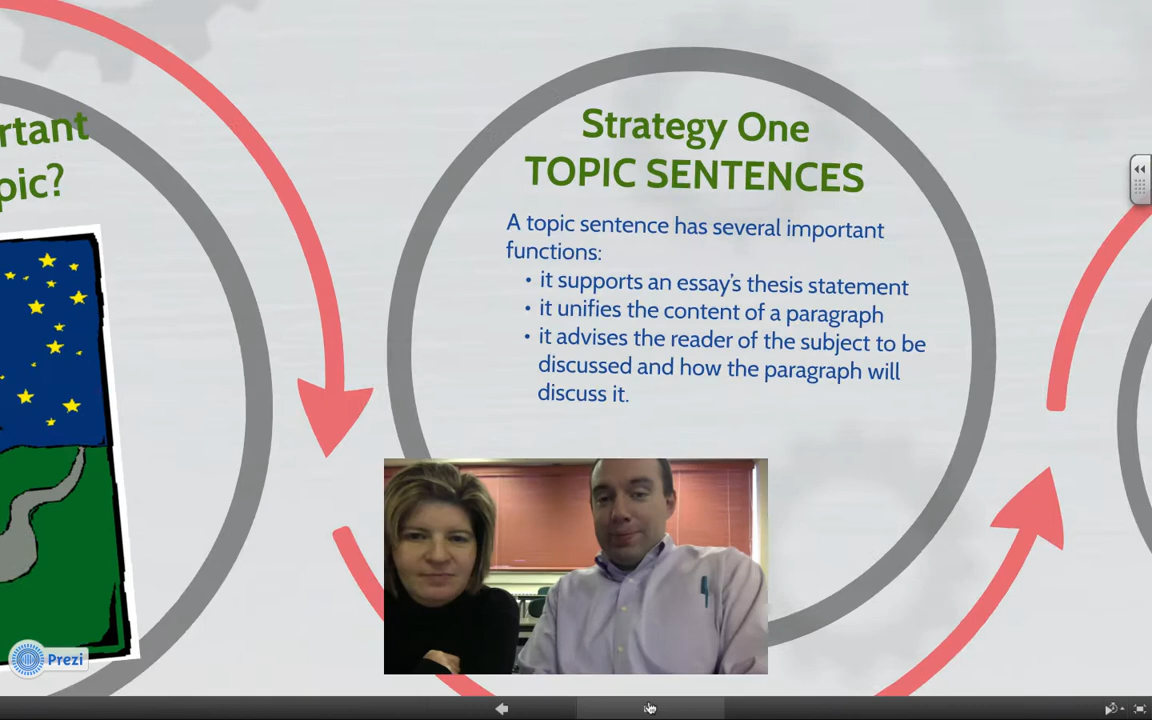 rtant
pic?
Strategy One
TOPIC SENTENCES
A topic sentence has several important
functions:
• it supports an essay's thesis statement
• it unifies the content of a paragraph
• it advises the reader of the subject to be
discussed and how the paragraph will
discuss it.
Prezi